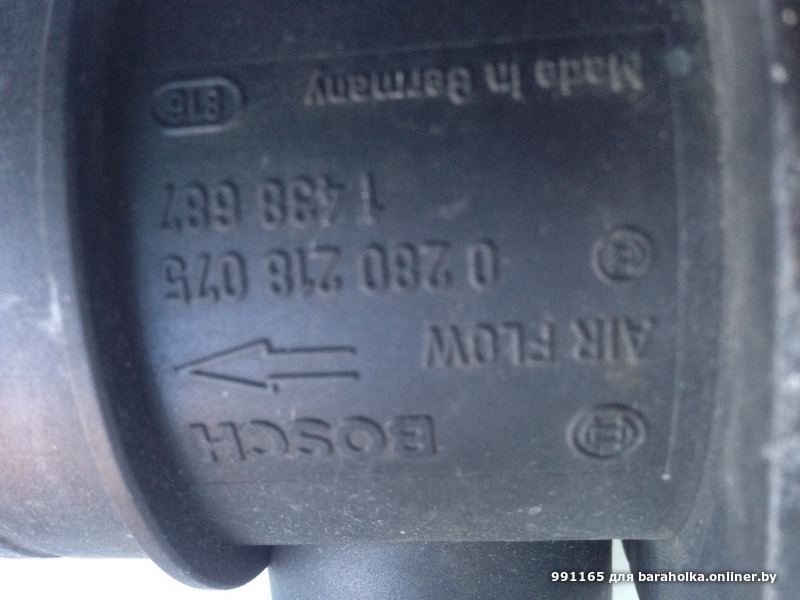 BOSCH
AIR FLOW
0 280 218 075
1 438 687
Made In Germany
991165 для baraholka.onliner.by